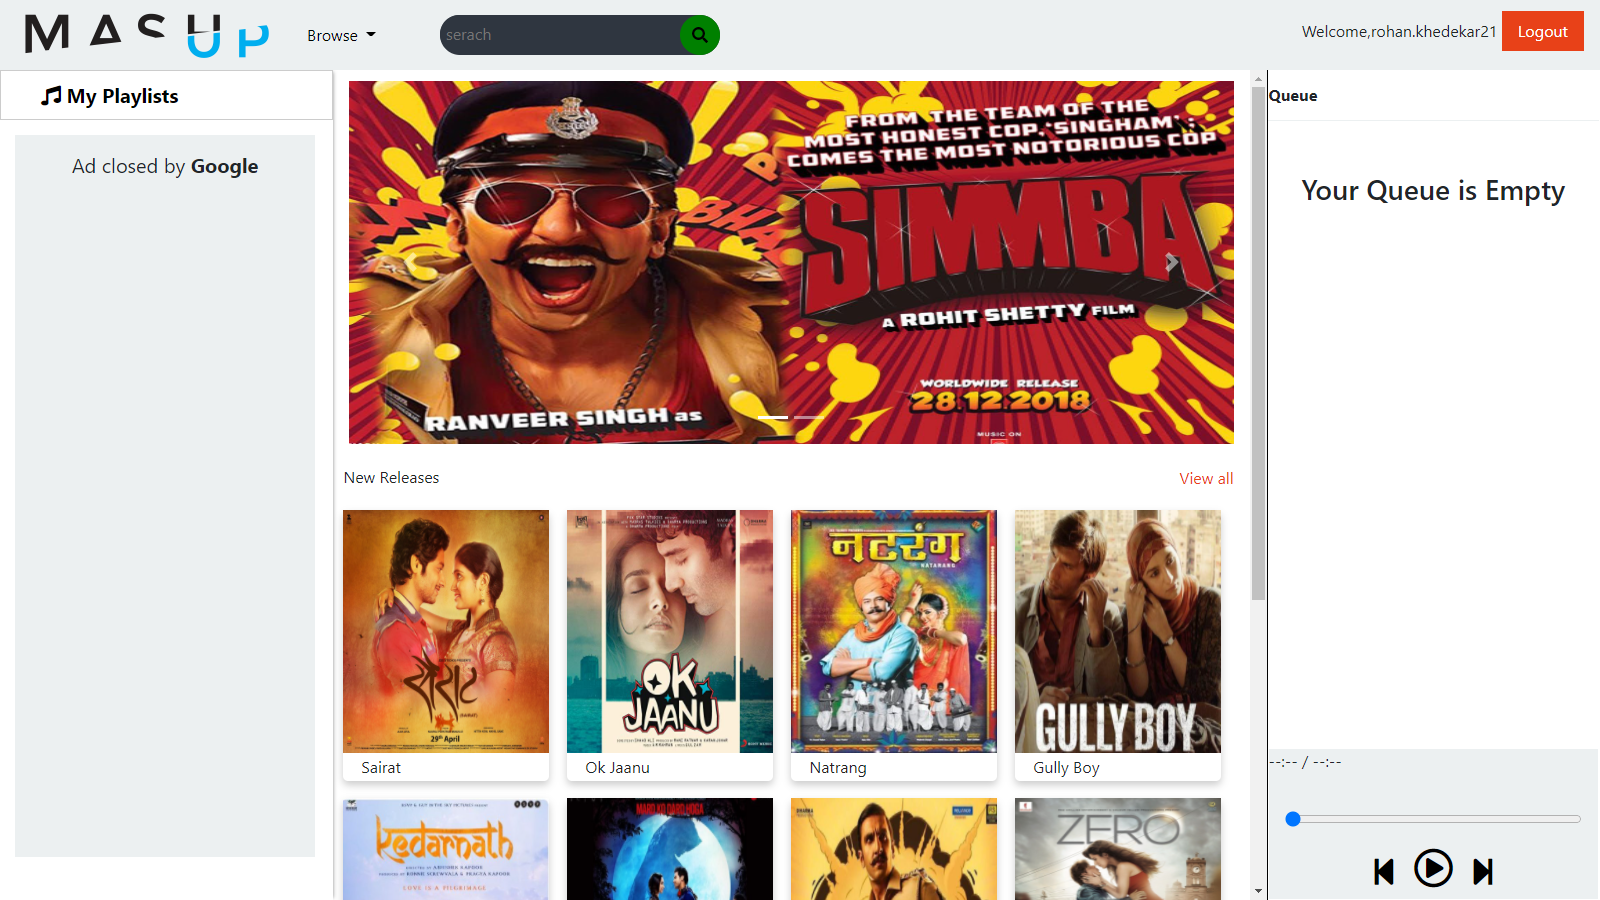 MASUP
Browse
serach
Welcome,rohan.khedekar21
Logout
My Playlists
Ad closed by Google
FROM THE TEAM OF THE
MOST HONEST COP, 'SINGHAM' :
COMES THE MOST NOTORIOUS COP
SIMMBA
A ROHIT SHETTY FILM
WORLDWIDE RELEASE
28.12.2018
MUSIC ON
RANVEER SINGH as
Queue
Your Queue is Empty
New Releases
View all
सैराट
29th April
OK
JAANU
नटरंग
NATARANG
GULLY BOY
Sairat
Ok Jaanu
Natrang
Gully Boy
kedarnath
LOVE IS A PILGRIMAGE
MARD KO DARD HOGA
ZERO
--:-- / --:--